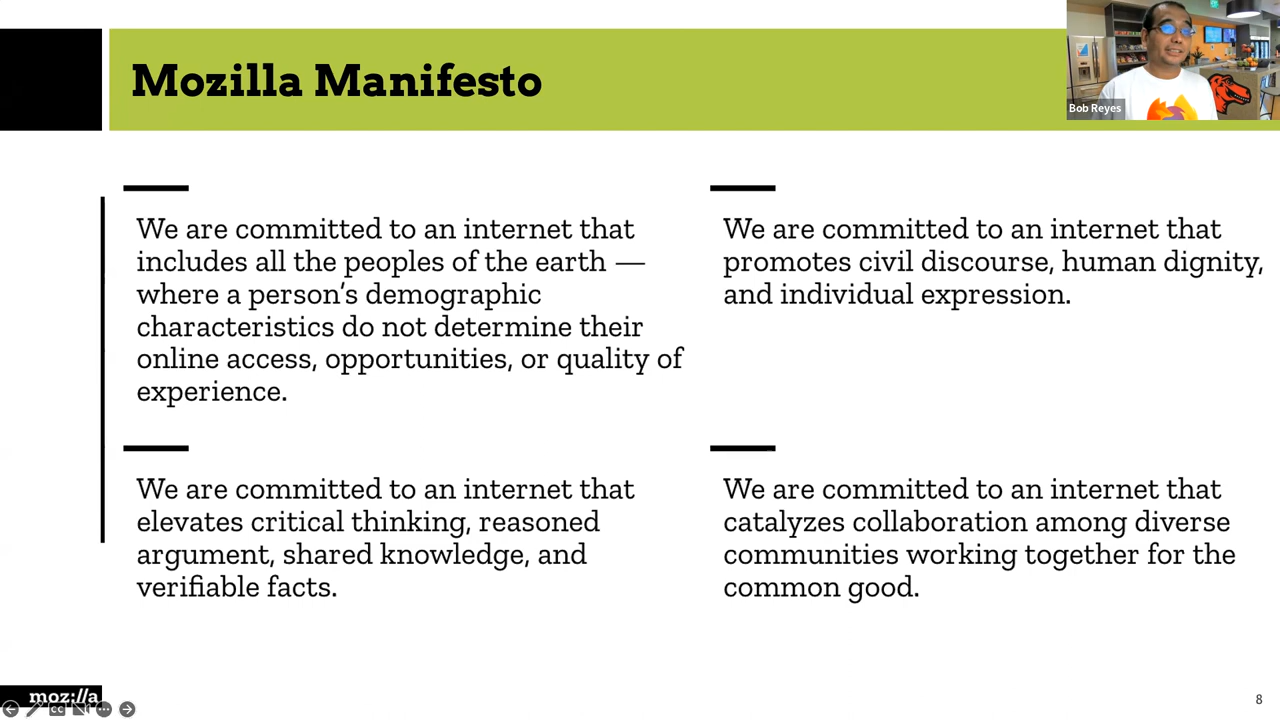 Mozilla Manifesto
Bob Reyes
We are committed to an internet that
includes all the peoples of the earth —
where a person’s demographic
characteristics do not determine their
online access, opportunities, or quality of
experience.
We are committed to an internet that
promotes civil discourse, human dignity,
and individual expression.
We are committed to an internet that
elevates critical thinking, reasoned
argument, shared knowledge, and
verifiable facts.
We are committed to an internet that
catalyzes collaboration among diverse
communities working together for the
common good.
moz://a
CC
8